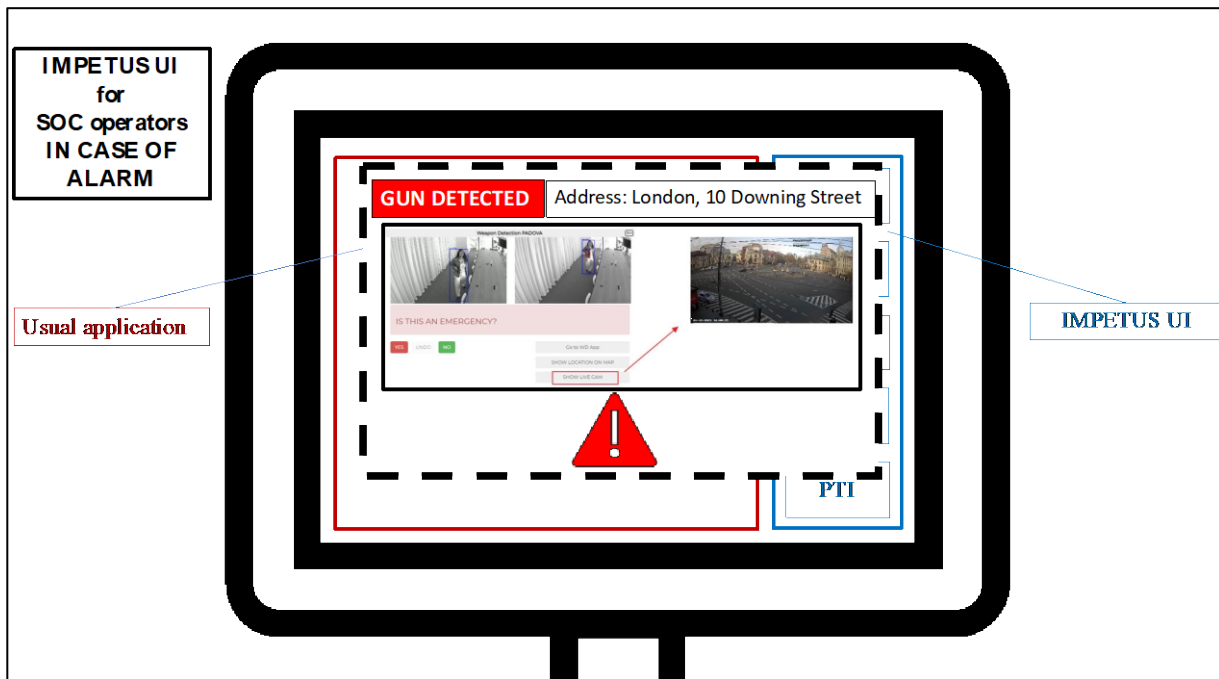 IMPETUS UI
for
SOC operators
IN CASE OF
ALARM
GUN DETECTED
Address: London, 10 Downing Street
Weapon Detection PADOVA
IS THIS AN EMERGENCY?
YES
UNDO
NO
Go to WD App
SHOW LOCATION ON MAP
SHOW LIVE CAM
Usual application
IMPETUS UI
PTI